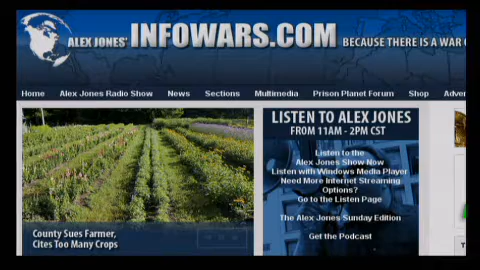 ALEX JONES' INFOWARS.COM BECAUSE THERE IS A WAR
Home Alex Jones Radio Show News Sections Multimedia Prison Planet Forum Shop
LISTEN TO ALEX JONES
FROM 11AM - 2PM CST
Listen to the
Alex Jones Show Now
Listen with Windows Media Player
Need More Internet Streaming
Options?
Go to the Listen Page
The Alex Jones Sunday Edition
Get the Podcast
County Sues Farmer,
Cites Too Many Crops